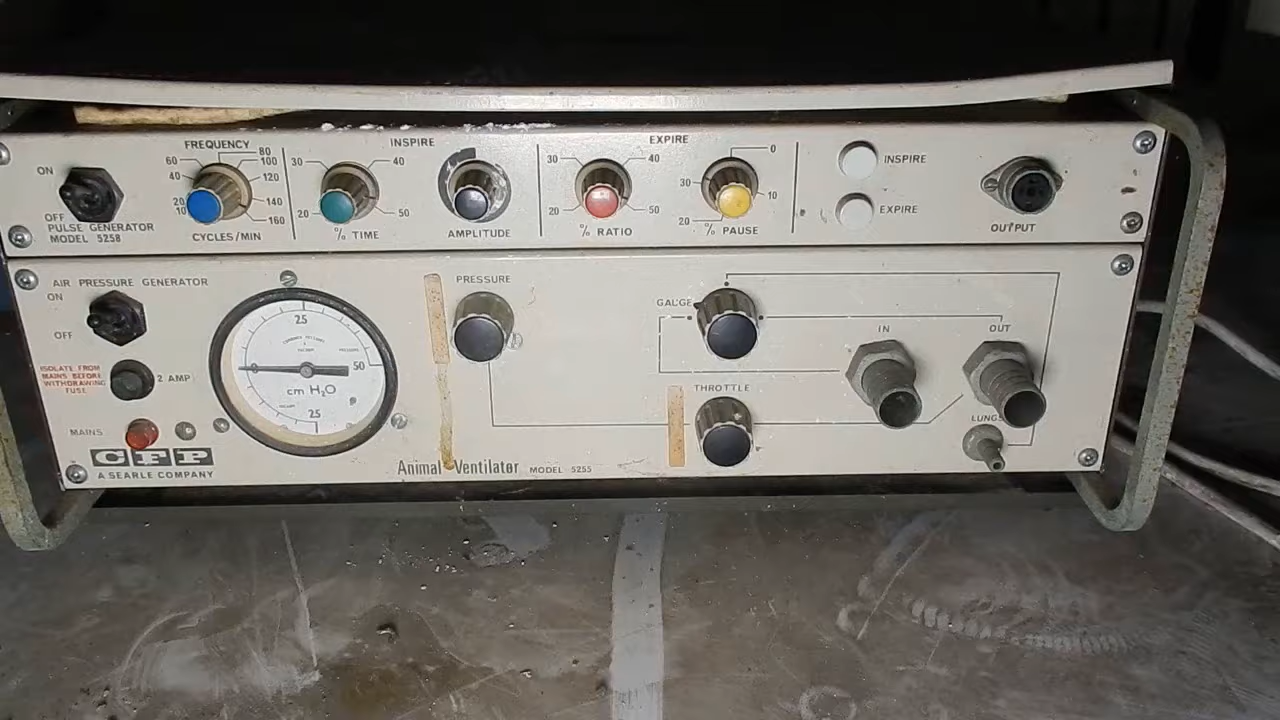 FREQUENCY
80
60
100
40
120
20
140
10
160
CYCLES/MIN
ON
OFF
PULSE GENERATOR
MODEL 5258
INSPIRE
30
40
20
50
% TIME
AMPLITUDE
EXPIRE
30
40
20
50
% RATIO
0
30
10
20
% PAUSE
INSPIRE
EXPIRE
OUTPUT
AIR PRESSURE GENERATOR
ON
OFF
ISOLATE FROM
MAINS BEFORE
WITHDRAWING
FUSE
2 AMP
MAINS
CFP
A SEARLE COMPANY
25
0
50
cm H2O
25
PRESSURE
GAUGE
THROTTLE
IN
OUT
LUNGS
Animal Ventilator MODEL 5255